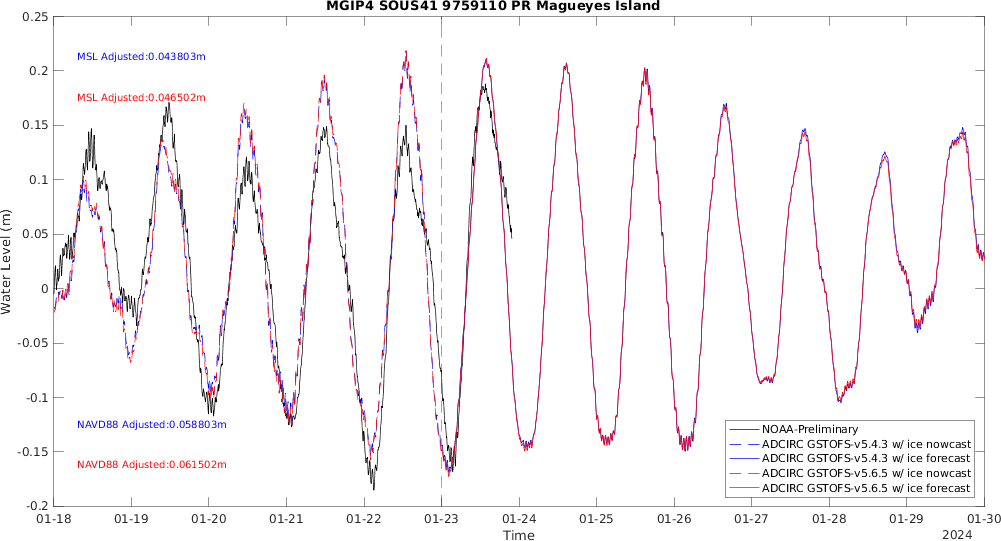 MGIP4 SOUS41 9759110 PR Magueyes Island
0.25
0.2
0.15
0.1
0.05
0
-0.05
-0.1
-0.15
-0.2
Water Level (m)
MSL Adjusted:0.043803m
MSL Adjusted:0.046502m
NAVD88 Adjusted:0.058803m
NAVD88 Adjusted:0.061502m
NOAA-Preliminary
ADCIRC GSTOFS-v5.4.3 w/ ice nowcast
ADCIRC GSTOFS-v5.4.3 w/ ice forecast
ADCIRC GSTOFS-v5.6.5 w/ ice nowcast
ADCIRC GSTOFS-v5.6.5 w/ ice forecast
01-18 01-19 01-20 01-21 01-22 01-23 01-24 01-25 01-26 01-27 01-28 01-29 01-30
Time
2024